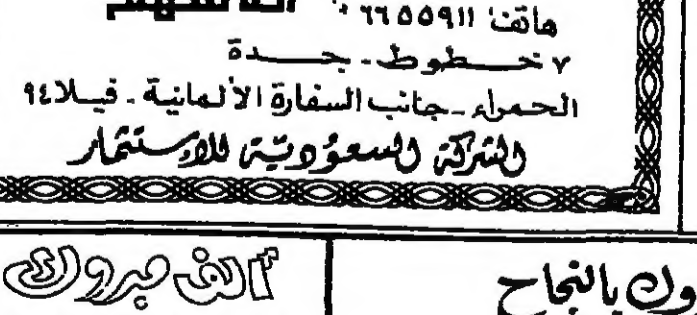 هاتف: ٦٦٥٥٩١١
٧ خطوط - جدة
الحمراء - جانب السفارة الألمانية - فيلا ٩٤
الشركة السعودية للاستثمار
ألف مبروك
بالنجاح